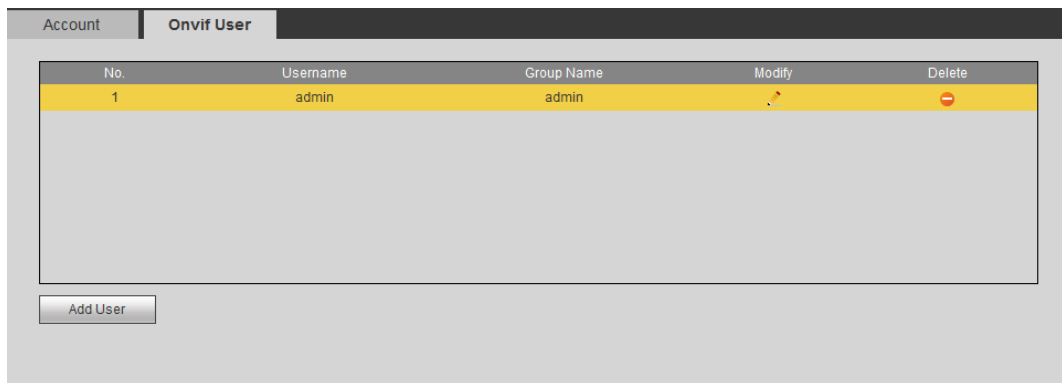 Account Onvif User
No. Username Group Name Modify Delete
1 admin admin
Add User